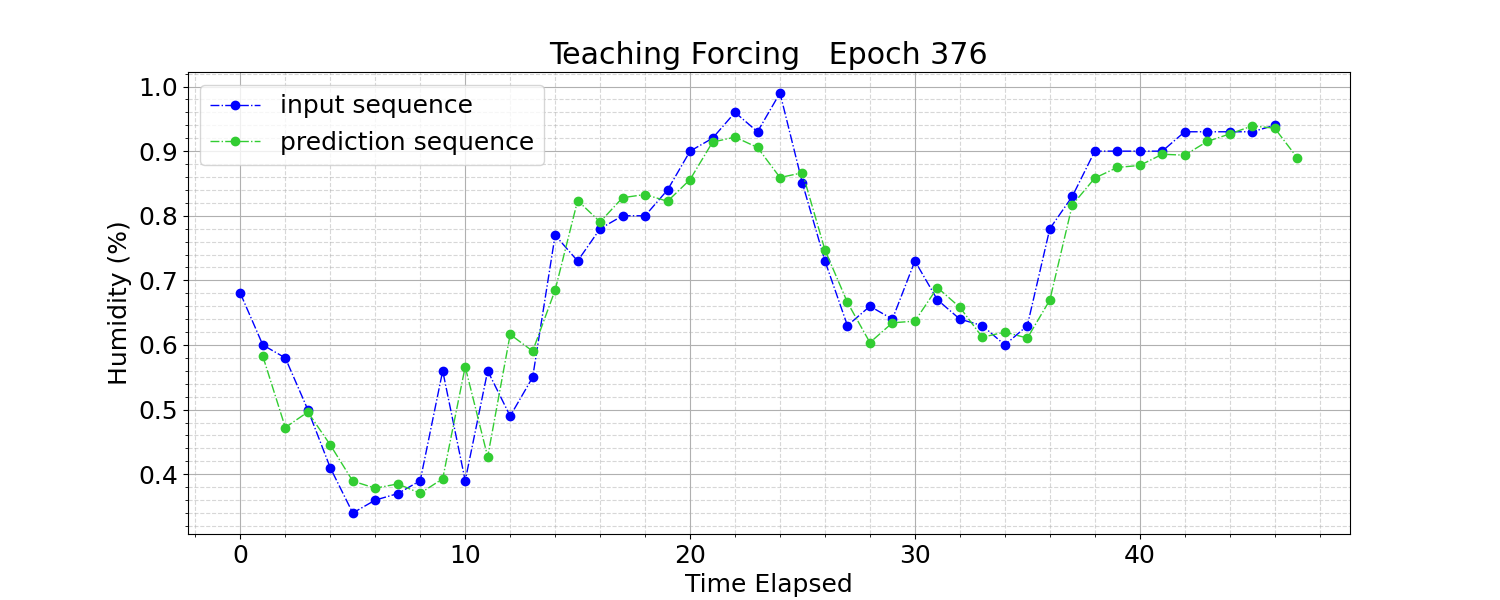 Teaching Forcing   Epoch 376
input sequence
prediction sequence
Humidity (%)
1.0
0.9
0.8
0.7
0.6
0.5
0.4
0 10 20 30 40
Time Elapsed